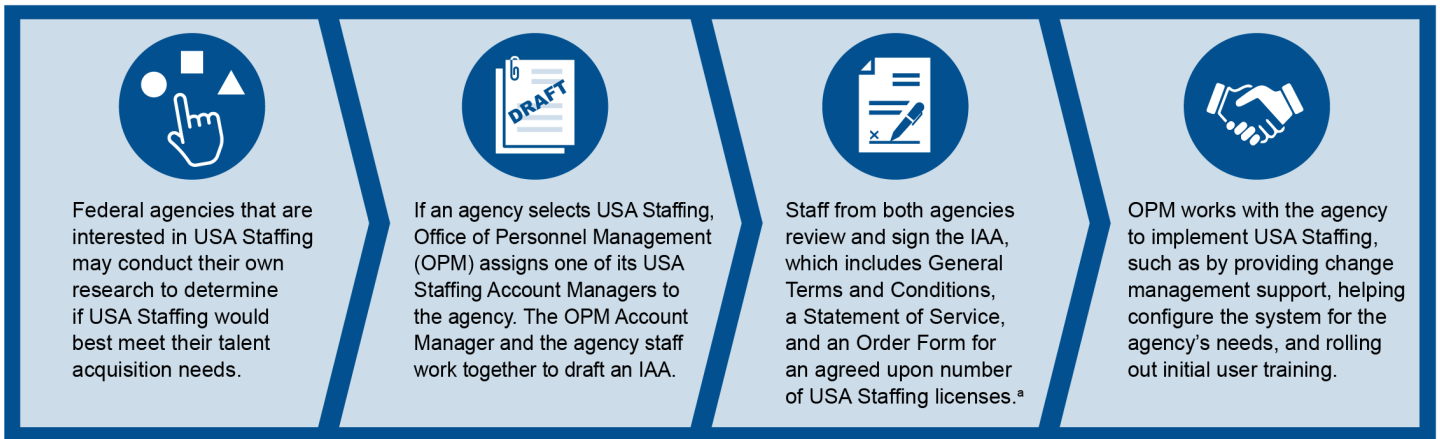 Federal agencies that are
interested in USA Staffing
may conduct their own
research to determine
if USA Staffing would
best meet their talent
acquisition needs.
DRAFT
If an agency selects USA Staffing,
Office of Personnel Management
(OPM) assigns one of its USA
Staffing Account Managers to
the agency. The OPM Account
Manager and the agency staff
work together to draft an IAA.
x
Staff from both agencies
review and sign the IAA,
which includes General
Terms and Conditions,
a Statement of Service,
and an Order Form for
an agreed upon number
of USA Staffing licenses.ª
OPM works with the agency
to implement USA Staffing,
such as by providing change
management support, helping
configure the system for the
agency’s needs, and rolling
out initial user training.